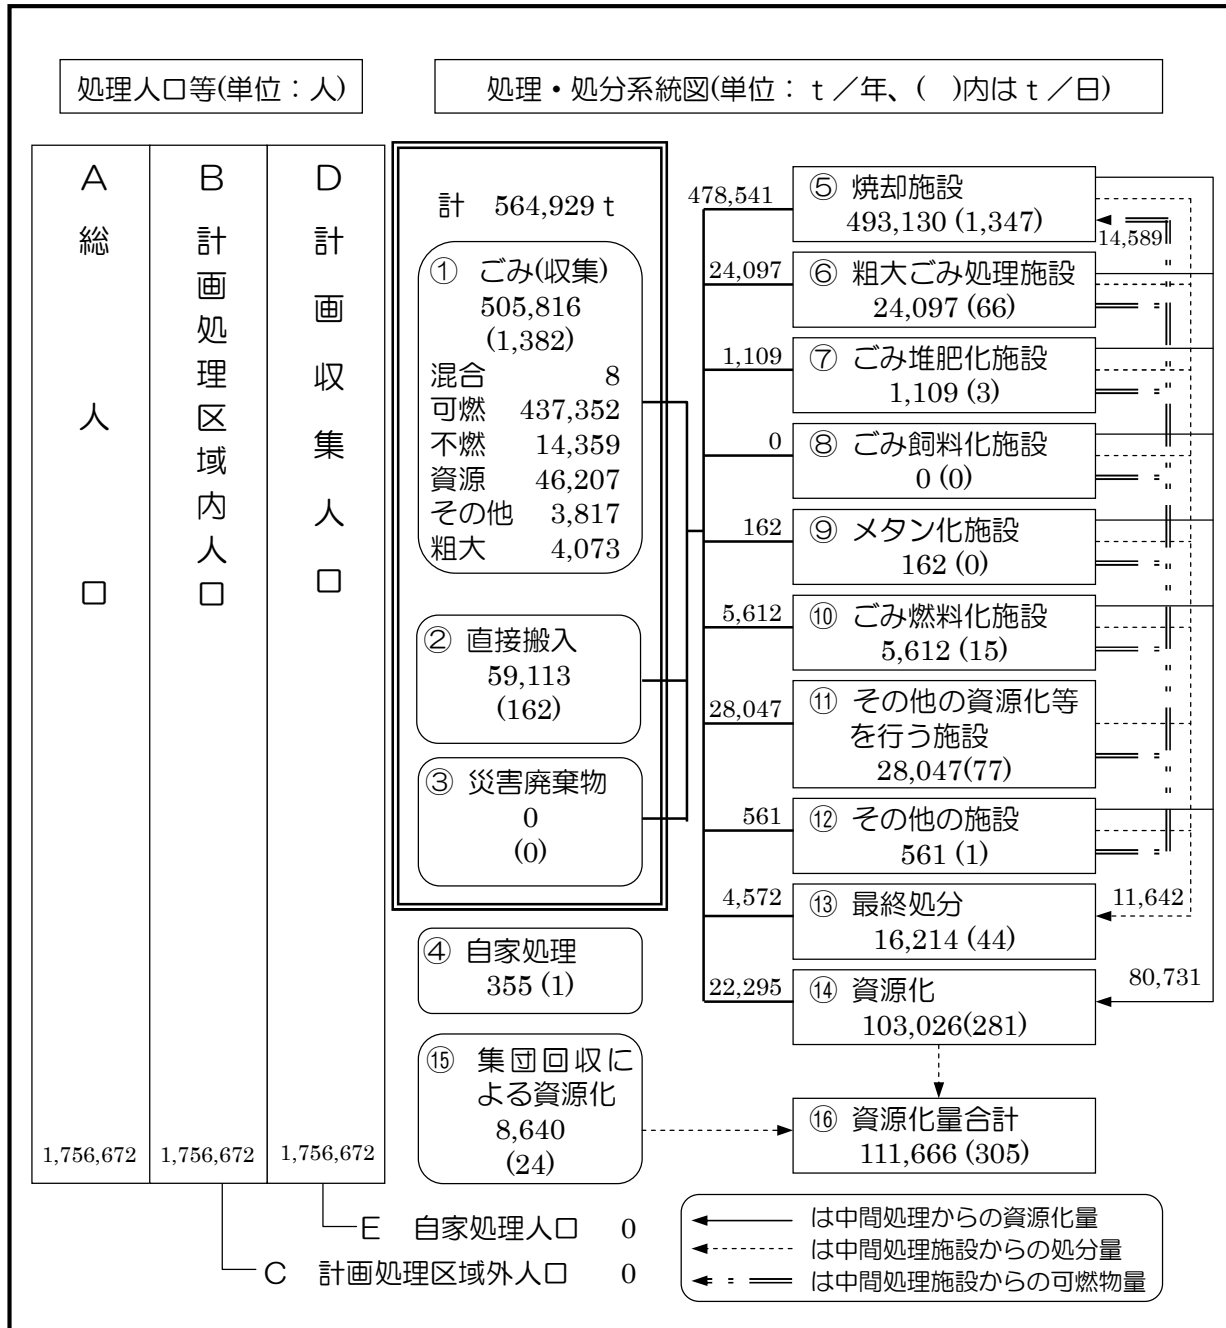 処理人口等(単位：人)
処理・処分系統図(単位：ｔ／年、(　)内はｔ／日)
A 総人口
1,756,672
B 計画処理区域内人口
1,756,672
D 計画収集人口
1,756,672
E 自家処理人口 0
C 計画処理区域外人口 0
計 564,929ｔ
① ごみ(収集)
505,816
(1,382)
混合 8
可燃 437,352
不燃 14,359
資源 46,207
その他 3,817
粗大 4,073
② 直接搬入
59,113
(162)
③ 災害廃棄物
0
(0)
④ 自家処理
355 (1)
⑮ 集団回収に
よる資源化
8,640
(24)
478,541
⑤ 焼却施設
493,130 (1,347)
14,589
24,097
⑥ 粗大ごみ処理施設
24,097 (66)
1,109
⑦ ごみ堆肥化施設
1,109 (3)
0
⑧ ごみ飼料化施設
0 (0)
162
⑨ メタン化施設
162 (0)
5,612
⑩ ごみ燃料化施設
5,612 (15)
28,047
⑪ その他の資源化等
を行う施設
28,047(77)
561
⑫ その他の施設
561 (1)
4,572
⑬ 最終処分
16,214 (44)
11,642
22,295
⑭ 資源化
103,026(281)
80,731
⑯ 資源化量合計
111,666 (305)
は中間処理からの資源化量
は中間処理施設からの処分量
は中間処理施設からの可燃物量